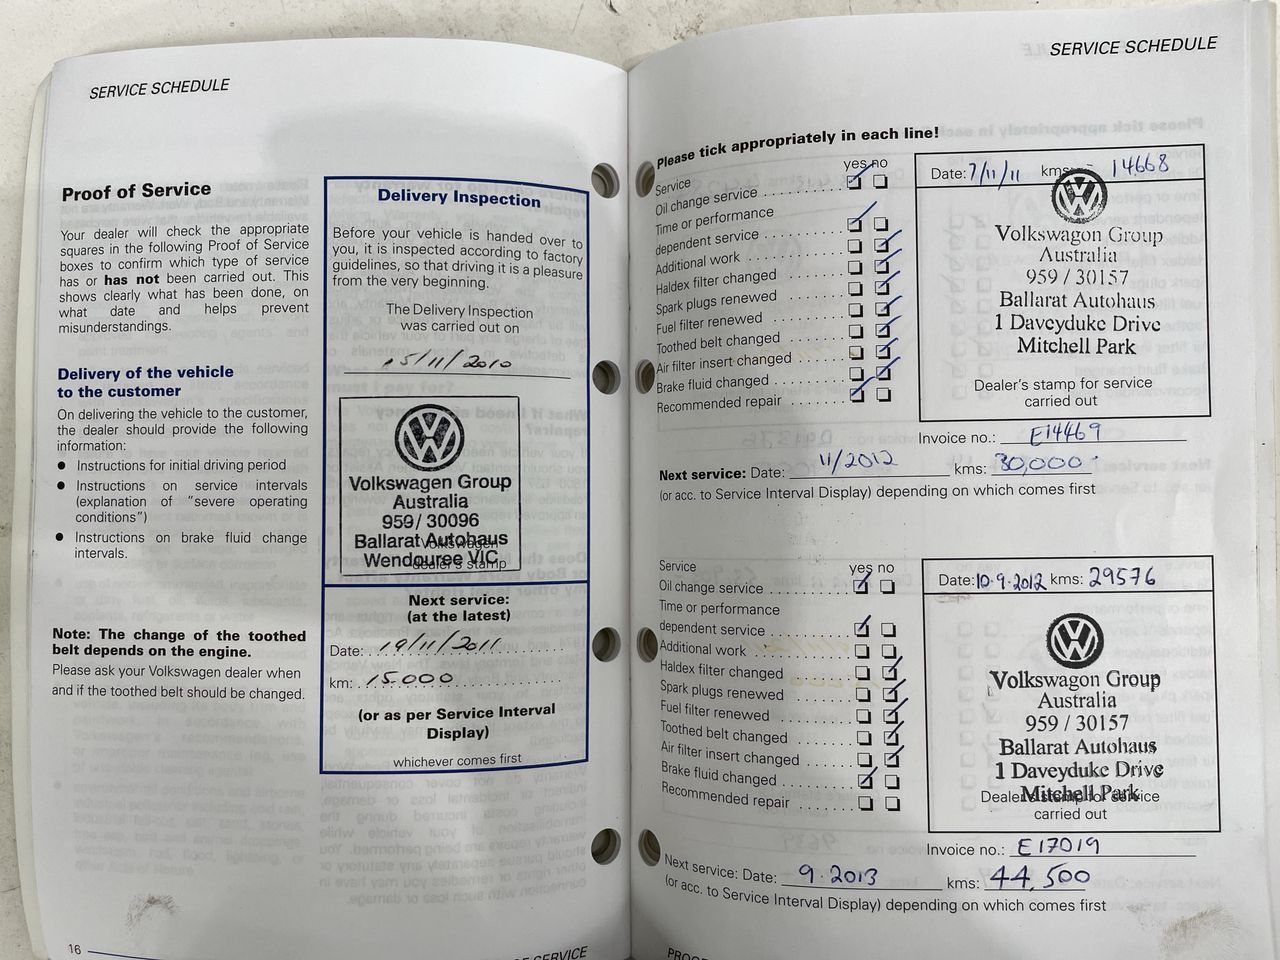 SERVICE SCHEDULE
Proof of Service
Your dealer will check the appropriate
squares in the following Proof of Service
boxes to confirm which type of service
has or has not been carried out. This
shows clearly what has been done, on
what date and helps prevent
misunderstandings.
Delivery of the vehicle
to the customer
On delivering the vehicle to the customer,
the dealer should provide the following
information:
● Instructions for initial driving period
● Instructions on service intervals
(explanation of "severe operating
conditions")
● Instructions on brake fluid change
intervals.
Note: The change of the toothed
belt depends on the engine.
Please ask your Volkswagen dealer when
and if the toothed belt should be changed.
16
Delivery Inspection
Before your vehicle is handed over to
you, it is inspected according to factory
guidelines, so that driving it is a pleasure
from the very beginning.
The Delivery Inspection
was carried out on
15/11/2010
Volkswagen Group
Australia
959/ 30096
Ballarat Autohaus
Wendouree VIC
Volkswagen
dealer's stamp
Next service:
(at the latest)
Date: 19/11/2011
km: 15000
(or as per Service Interval
Display)
whichever comes first
SERVICE SCHEDULE
Please tick appropriately in each line!
Service yes no
Oil change service
Time or performance
dependent service
Additional work
Haldex filter changed
Spark plugs renewed
Fuel filter renewed
Toothed belt changed
Air filter insert changed
Brake fluid changed
Recommended repair
Date: 7/11/11 kms: 14668
Volkswagon Group
Australia
959 / 30157
Ballarat Autohaus
1 Daveyduke Drive
Mitchell Park
Dealer's stamp for service
carried out
Invoice no.: E14469
Next service: Date: 11/2012 kms: 30,000
(or acc. to Service Interval Display) depending on which comes first
Service yes no
Oil change service
Time or performance
dependent service
Additional work
Haldex filter changed
Spark plugs renewed
Fuel filter renewed
Toothed belt changed
Air filter insert changed
Brake fluid changed
Recommended repair
Date: 10.9.2012 kms: 29576
Volkswagon Group
Australia
959 / 30157
Ballarat Autohaus
1 Daveyduke Drive
Mitchell Park
Dealer's stamp for service
carried out
Invoice no.: E17019
Next service: Date: 9.2013 kms: 44,500
(or acc. to Service Interval Display) depending on which comes first